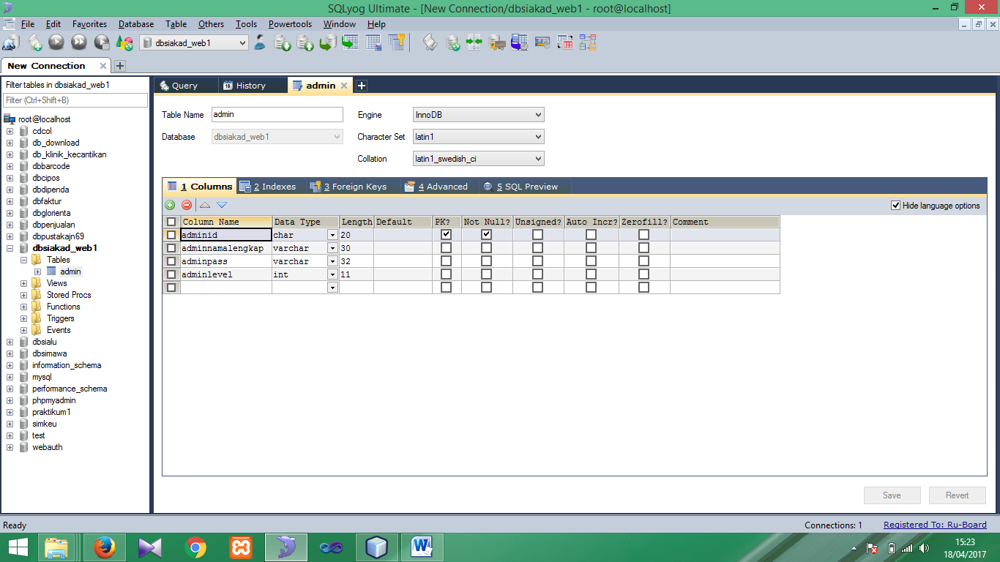 SQLyog Ultimate - [New Connection/dbsiakad_web1 - root@localhost]
File Edit Favorites Database Table Others Tools Powertools Window Help
dbsiakad_web1
New Connection
Filter tables in dbsiakad_web1
Filter (Ctrl+Shift+B)
root@localhost
cdcol
db_download
db_klinik_kecantikan
dbbarcode
dbcipos
dbdipenda
dbfaktur
dbglorienta
dbpenjualan
dbpustakajn69
dbsiakad_web1
Tables
admin
Views
Stored Procs
Functions
Triggers
Events
dbsialu
dbsimawa
information_schema
mysql
performance_schema
phpmyadmin
praktikum1
simkeu
test
webauth
Query History admin
Table Name admin Engine InnoDB
Database dbsiakad_web1 Character Set latin1
Collation latin1_swedish_ci
1 Columns 2 Indexes 3 Foreign Keys 4 Advanced 5 SQL Preview
Hide language options
Column Name Data Type Length Default PK? Not Null? Unsigned? Auto Incr? Zerofill? Comment
adminid char 20
adminnamalengkap varchar 30
adminpass varchar 32
adminlevel int 11
Save Revert
Ready Connections: 1 Registered To: Ru-Board
15:23
18/04/2017